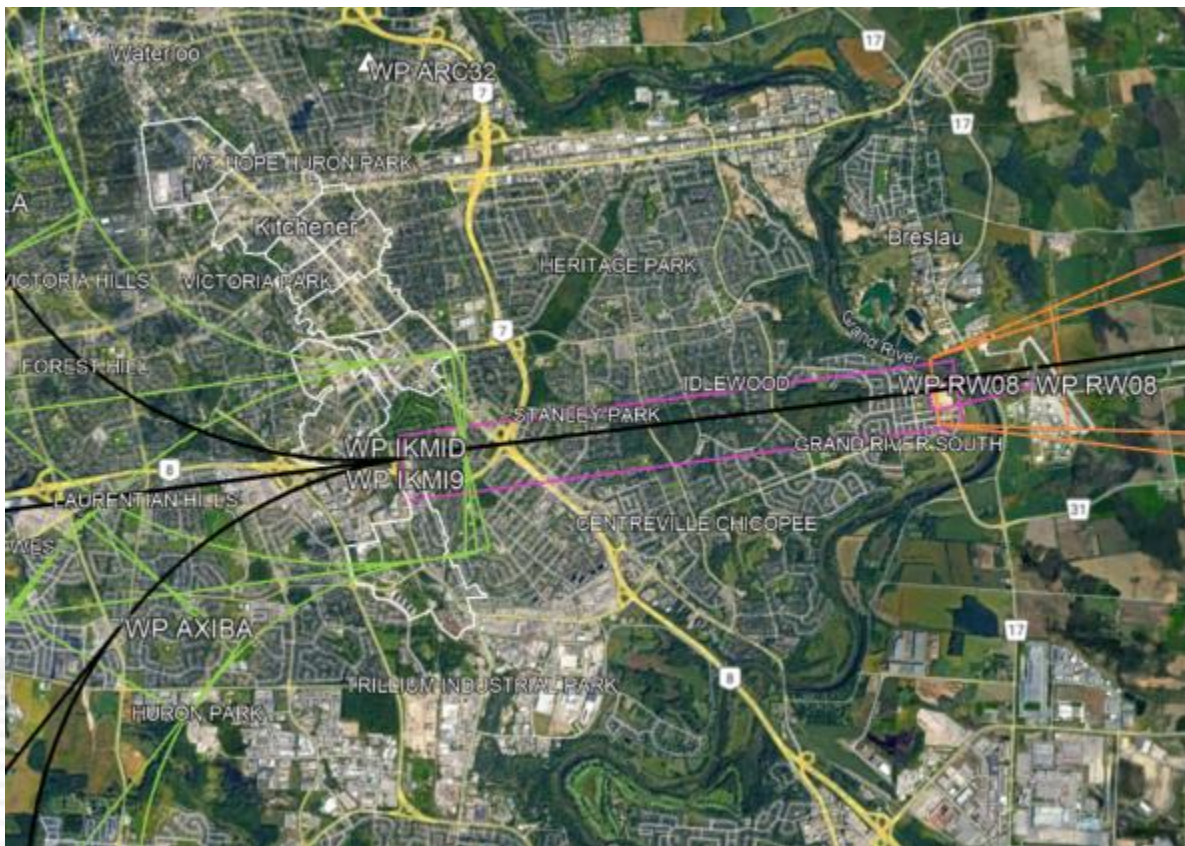 Waterloo
WP ARC32
17
7
17
MT HOPE HURON PARK
LA
Kitchener
Breslau
HERITAGE PARK
VICTORIA HILLS
VICTORIA PARK
7
Grand River
FOREST HILL
IDLEWOOD
WP RW08
WP RW08
STANLEY PARK
WP IKMID
GRAND RIVER SOUTH
8
WP IKMI9
LAURENTIAN HILLS
31
CENTREVILLE CHICOPEE
WP AXIBA
17
8
TRILLIUM INDUSTRIAL PARK
HURON PARK